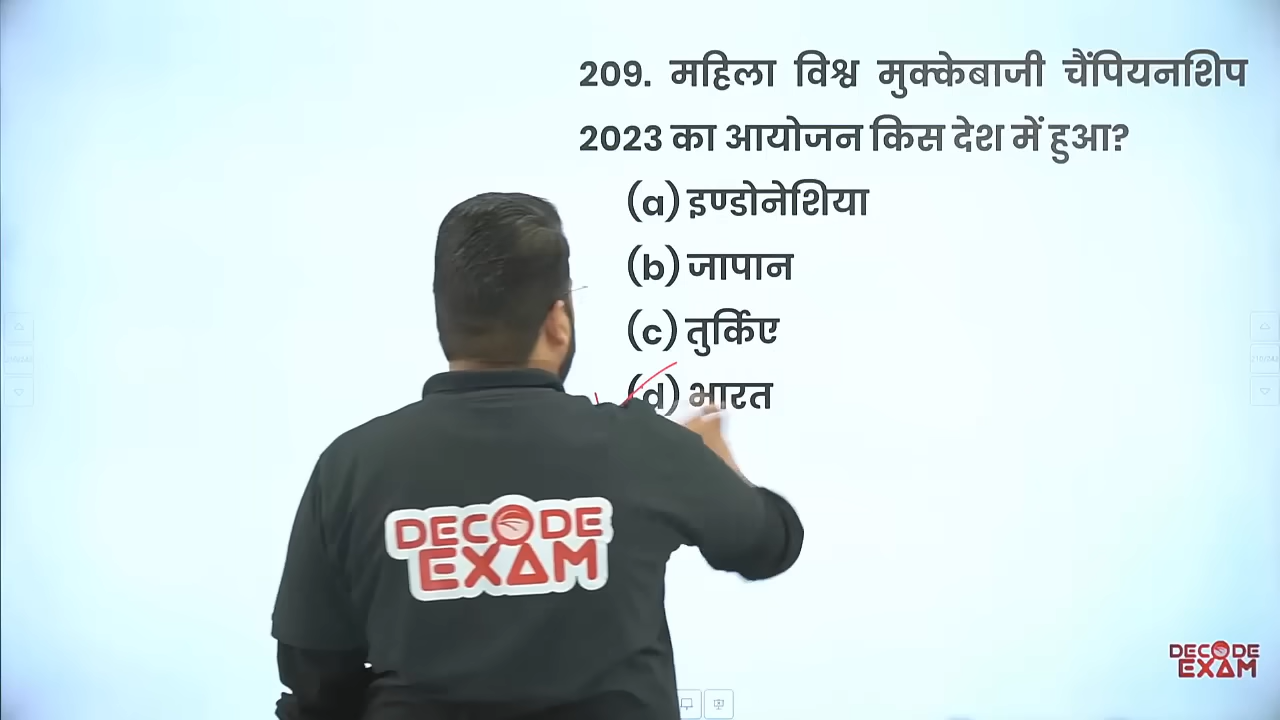 209. महिला विश्व मुक्केबाजी चैंपियनशिप
2023 का आयोजन किस देश में हुआ?
(a) इण्डोनेशिया
(b) जापान
(c) तुर्किए
(d) भारत
DECODE
EXAM
DECODE
EXAM